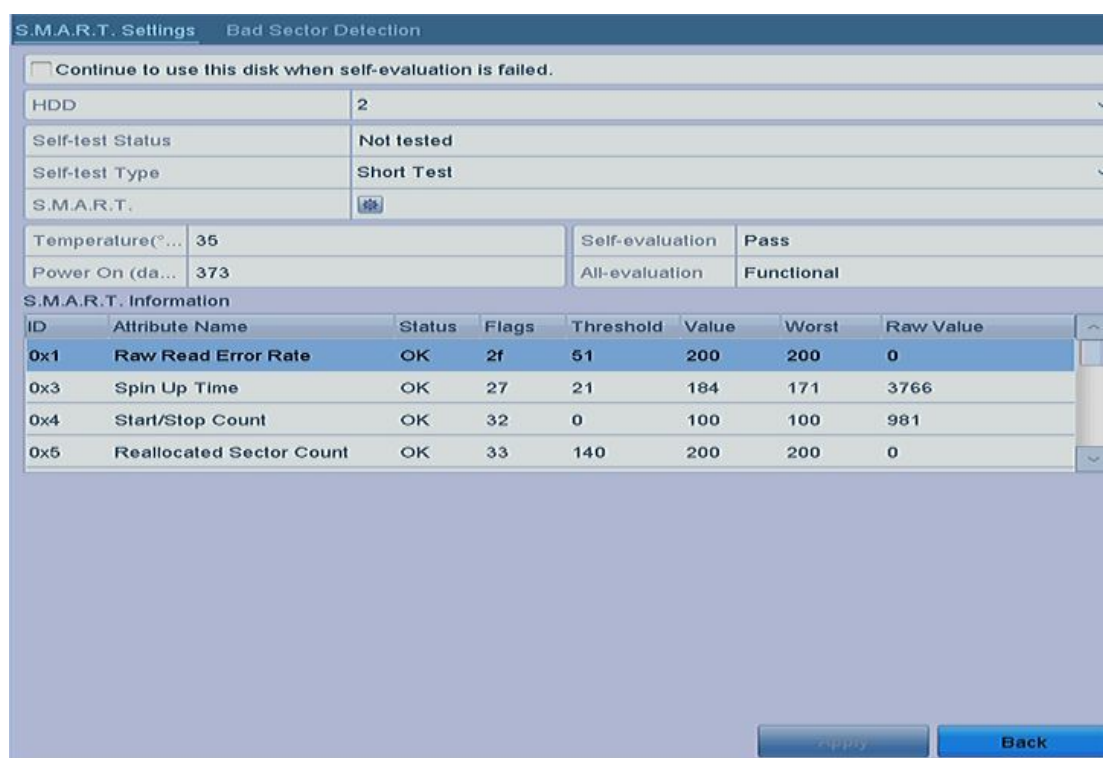 S.M.A.R.T. Settings Bad Sector Detection
Continue to use this disk when self-evaluation is failed.
HDD 2
Self-test Status Not tested
Self-test Type Short Test
S.M.A.R.T.
Temperature(°... 35 Self-evaluation Pass
Power On (da... 373 All-evaluation Functional
S.M.A.R.T. Information
ID Attribute Name Status Flags Threshold Value Worst Raw Value
0x1 Raw Read Error Rate OK 2f 51 200 200 0
0x3 Spin Up Time OK 27 21 184 171 3766
0x4 Start/Stop Count OK 32 0 100 100 981
0x5 Reallocated Sector Count OK 33 140 200 200 0
Apply Back